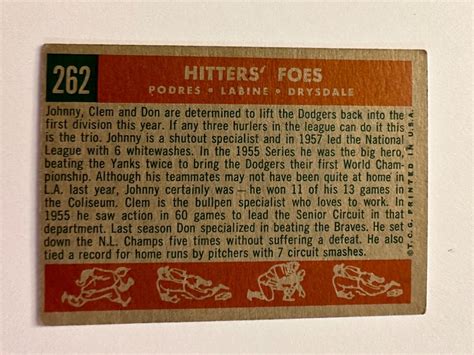 262
HITTERS' FOES
PODRES • LABINE • DRYSDALE
Johnny, Clem and Don are determined to lift the Dodgers back into the
first division this year. If any three hurlers in the league can do it this
is the trio. Johnny is a shutout specialist and in 1957 led the National
League with 6 whitewashes. In the 1955 Series he was the big hero,
beating the Yanks twice to bring the Dodgers their first World Cham-
pionship. Although his teammates may not have been quite at home in
L.A. last year, Johnny certainly was—he won 11 of his 13 games in
the Coliseum. Clem is the bullpen specialist who loves to work. In
1955 he saw action in 60 games to lead the Senior Circuit in that
department. Last season Don specialized in beating the Braves. He set
down the N.L. Champs five times without suffering a defeat. He also
tied a record for home runs by pitchers with 7 circuit smashes.
©T.C.G. PRINTED IN U.S.A.